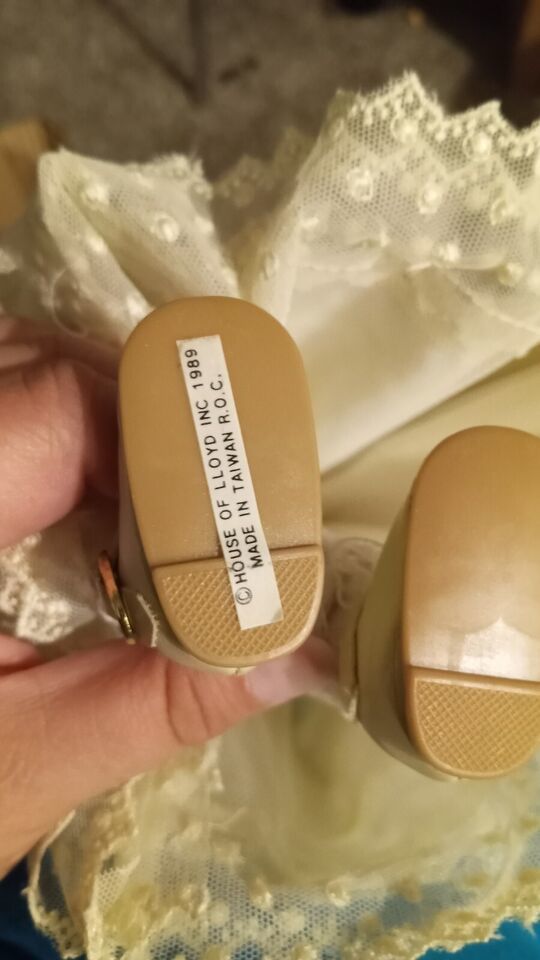 © HOUSE OF LLOYD INC 1989
MADE IN TAIWAN R.O.C.